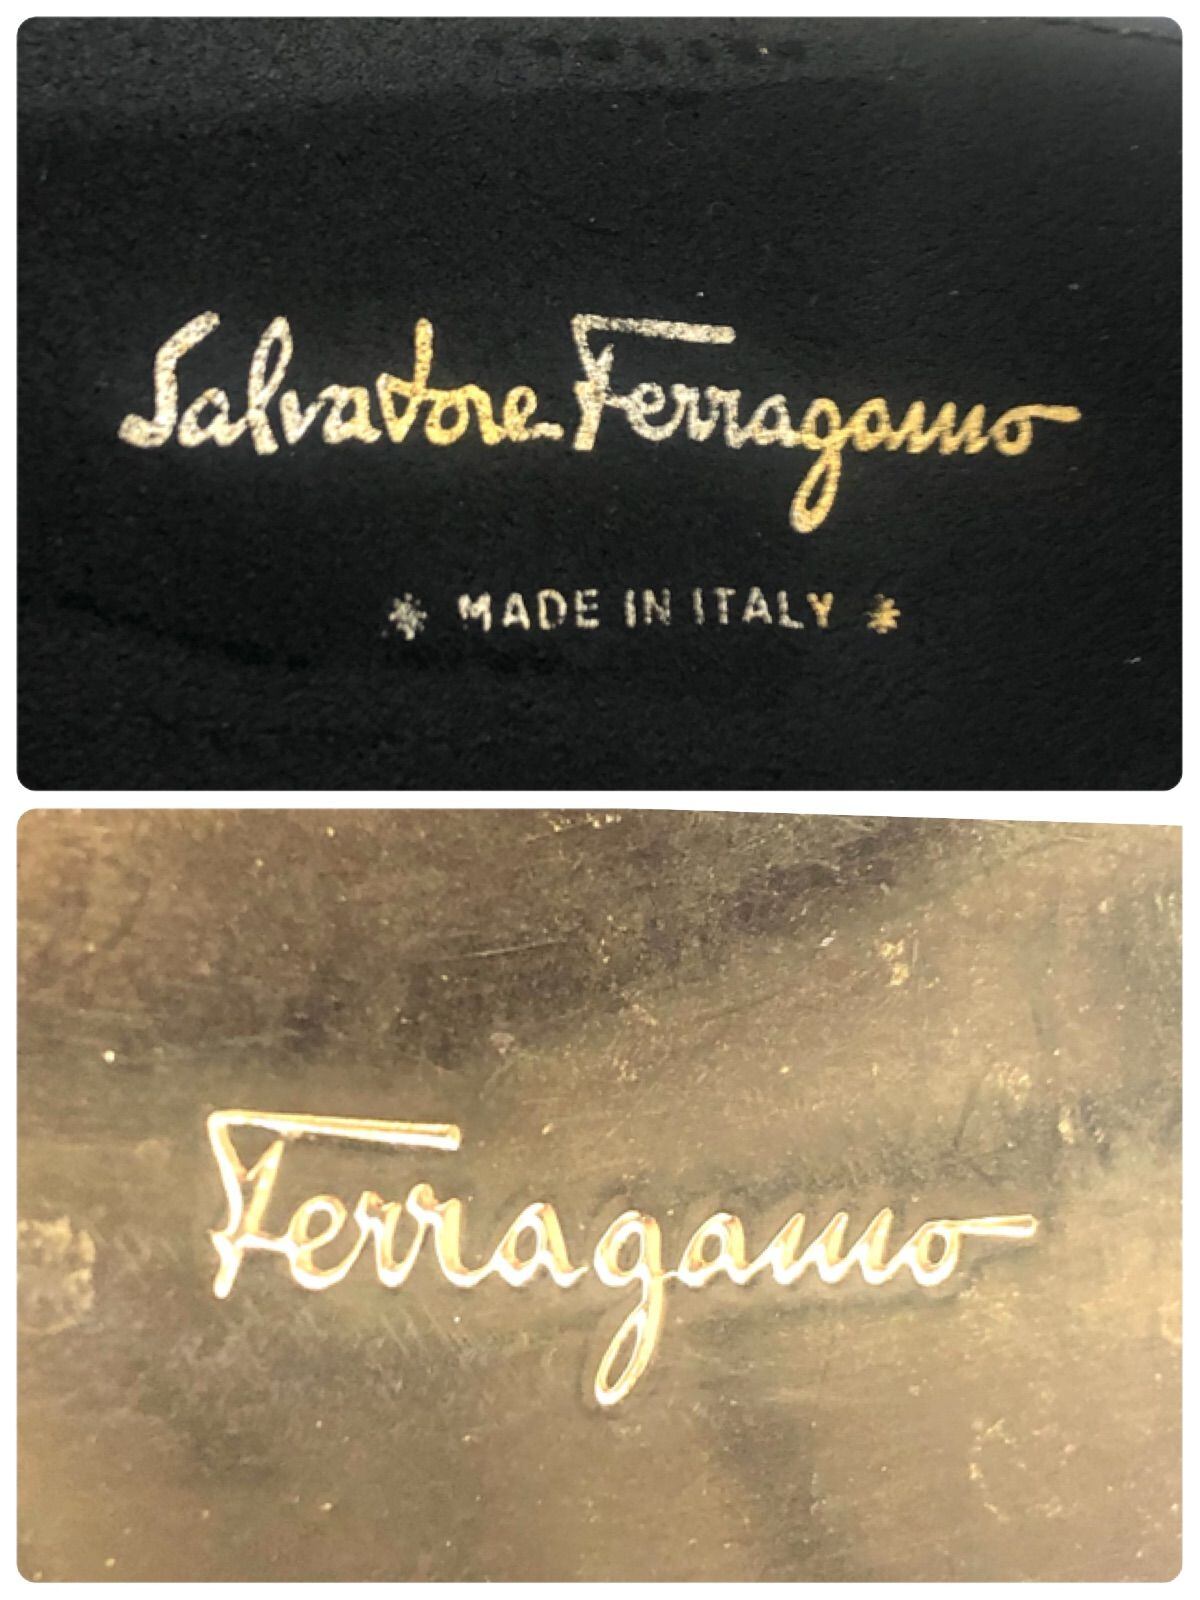 Salvatore Ferragamo
* MADE IN ITALY *
Ferragamo